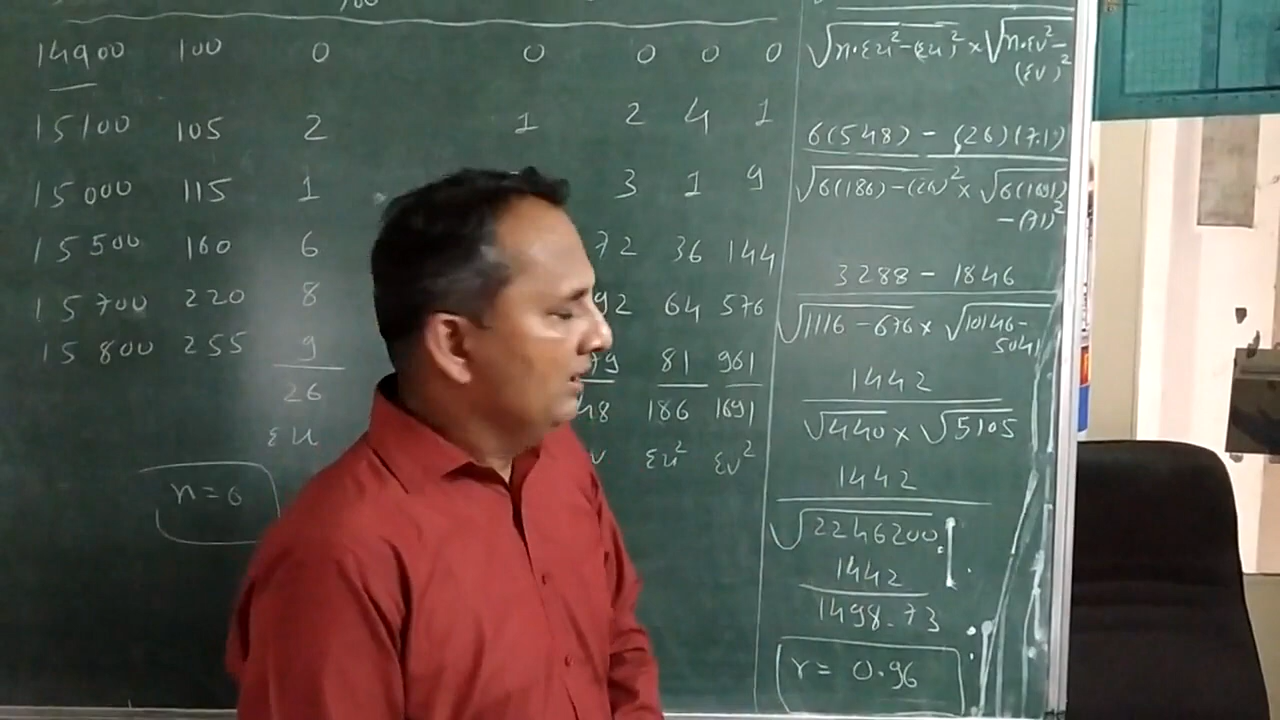 14900 100 0 0 0 0 0
15100 105 2 1 2 4 1
15000 115 1 3 1 9
15500 160 6 72 36 144
15700 220 8 92 64 576
15800 255 9 79 81 961
26 48 186 1691
Σu v Σu² Σv²
n=6
√n·Σu²-(Σu)² × √n·Σv²-
(Σv)²
6(548) - (26)(71)
√6(186)-(26)² × √6(1691)
-(71)²
3288 - 1846
√1116 - 676 × √10146-
5041
1442
√440 × √5105
1442
√2246200
1442
1498.73
r = 0.96